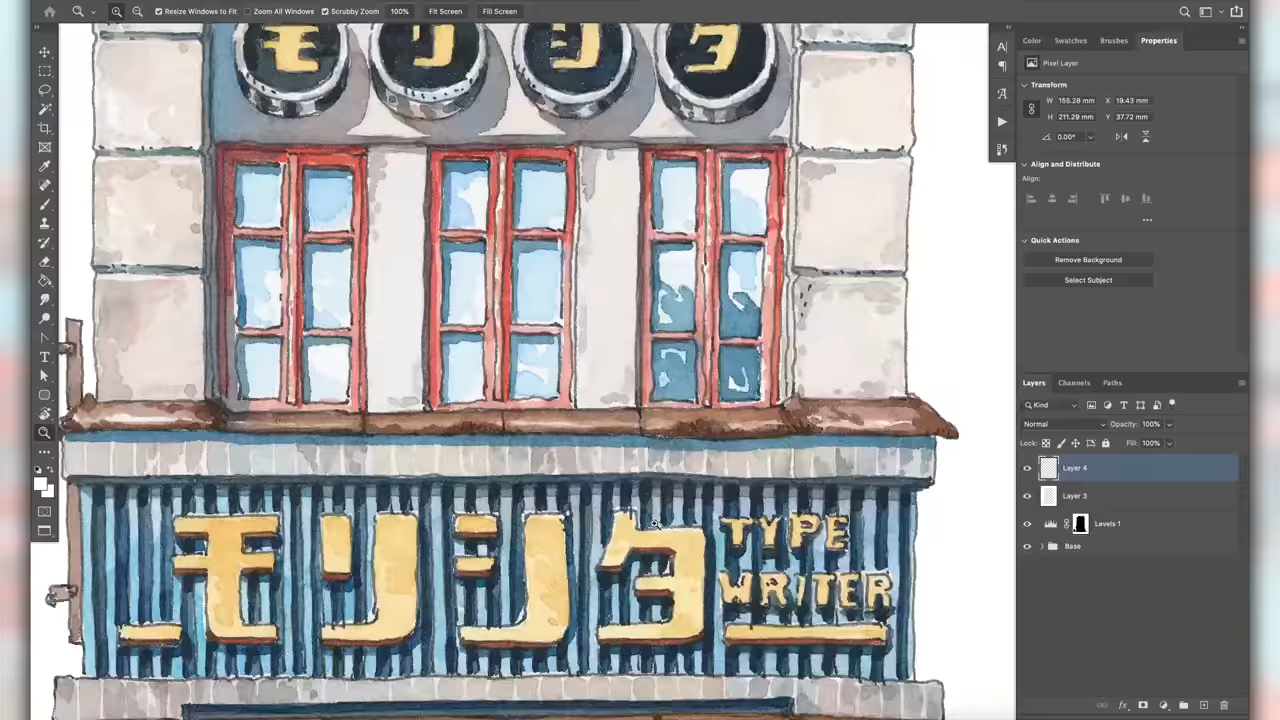 Resize Windows to Fit Zoom All Windows Scrubby Zoom 100% Fit Screen Fill Screen
モリシタ
Color Swatches Brushes Properties
Pixel Layer
Transform
W 155.28 mm X 19.43 mm
H 211.29 mm Y 37.72 mm
0.00°
Align and Distribute
Align:
Quick Actions
Remove Background
Select Subject
Layers Channels Paths
Kind
Normal Opacity: 100%
Lock: Fill: 100%
Layer 4
Layer 3
Levels 1
Base
モリシタ
TYPE
WRITER